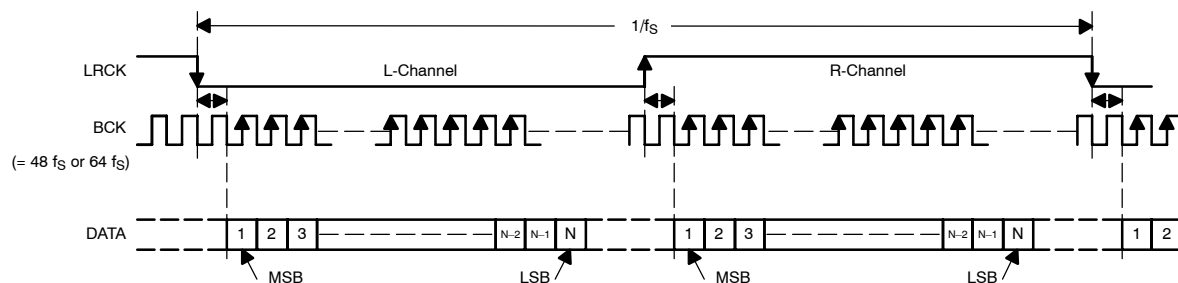 1/fS
LRCK
L-Channel
R-Channel
BCK
(= 48 fS or 64 fS)
DATA
1 2 3 N–2 N–1 N 1 2 3 N–2 N–1 N 1 2
MSB LSB MSB LSB